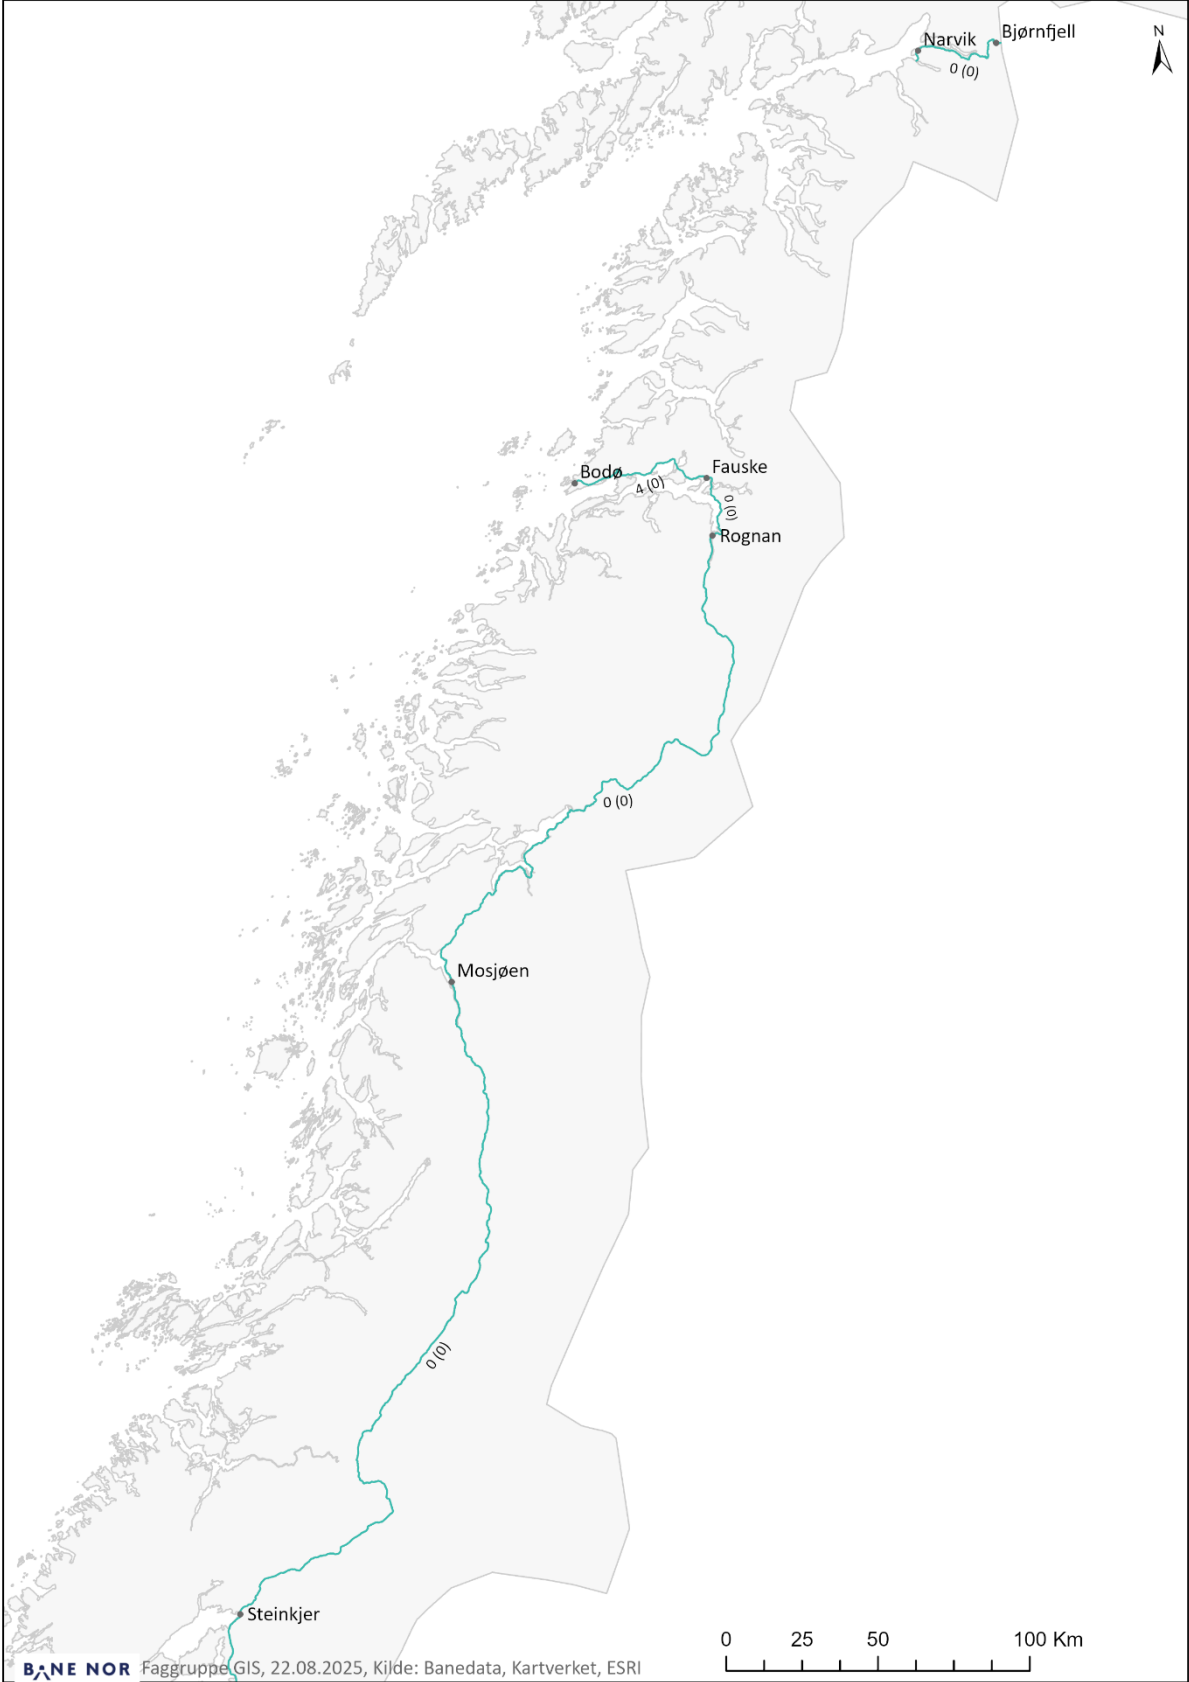 Narvik
Bjørnfjell
N
0 (0)
Bodø
Fauske
4 (0)
0 (0)
Rognan
0 (0)
Mosjøen
0 (0)
Steinkjer
0 25 50 100 Km
BANE NOR Faggruppe GIS, 22.08.2025, Kilde: Banedata, Kartverket, ESRI